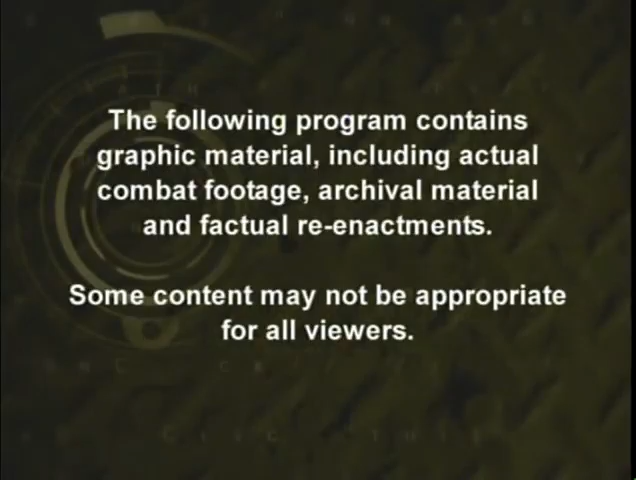 The following program contains
graphic material, including actual
combat footage, archival material
and factual re-enactments.
Some content may not be appropriate
for all viewers.